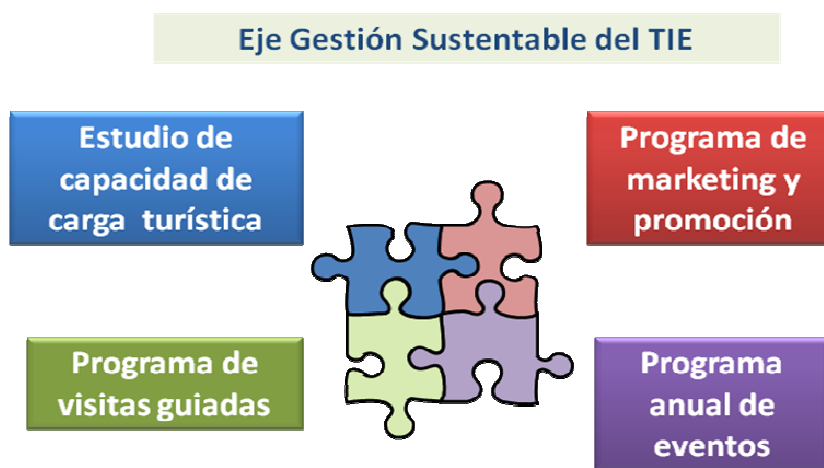 Eje Gestión Sustentable del TIE
Estudio de
capacidad de
carga turística
Programa de
marketing y
promoción
Programa de
visitas guiadas
Programa
anual de
eventos